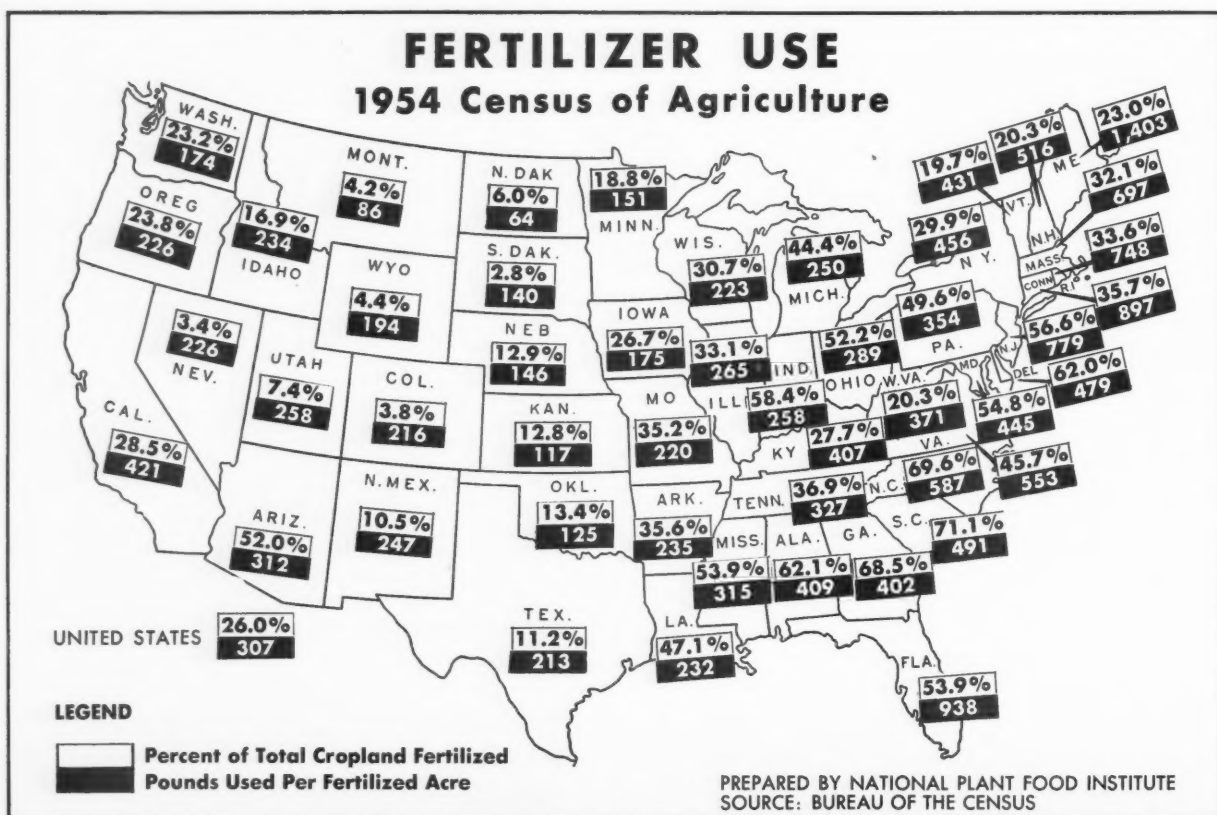 FERTILIZER USE
1954 Census of Agriculture
WASH.
23.2%
174
OREG
23.8%
226
16.9%
234
IDAHO
MONT.
4.2%
86
N. DAK
6.0%
64
18.8%
151
MINN.
S. DAK.
2.8%
140
WYO
4.4%
194
WIS.
30.7%
223
44.4%
250
MICH.
19.7%
431
20.3%
516
23.0%
1,403
ME
32.1%
697
VT.
N.H.
29.9%
456
N Y.
MASS
33.6%
748
CONN
R I
35.7%
897
49.6%
354
PA.
56.6%
779
N.J.
MD.
DEL
62.0%
479
3.4%
226
NEV.
UTAH
7.4%
258
COL.
3.8%
216
NEB
12.9%
146
IOWA
26.7%
175
33.1%
265
ILL
IND.
58.4%
258
52.2%
289
OHIO
W.VA.
20.3%
371
54.8%
445
CAL.
28.5%
421
KAN.
12.8%
117
MO
35.2%
220
27.7%
407
KY
VA.
45.7%
553
ARIZ.
52.0%
312
N.MEX.
10.5%
247
OKL.
13.4%
125
ARK.
35.6%
235
TENN.
36.9%
327
N.C.
69.6%
587
S.C.
71.1%
491
MISS.
53.9%
315
ALA.
62.1%
409
GA.
68.5%
402
TEX.
11.2%
213
LA.
47.1%
232
FLA.
53.9%
938
UNITED STATES
26.0%
307
LEGEND
Percent of Total Cropland Fertilized
Pounds Used Per Fertilized Acre
PREPARED BY NATIONAL PLANT FOOD INSTITUTE
SOURCE: BUREAU OF THE CENSUS